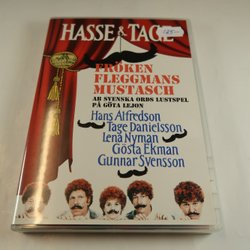 HASSE & TAGE
FRÖKEN
FLEGGMANS
MUSTASCH
AB SVENSKA ORDS LUSTSPEL
PÅ GÖTA LEJON
Hans Alfredson
Tage Danielsson
Lena Nyman
Gösta Ekman
Gunnar Svensson